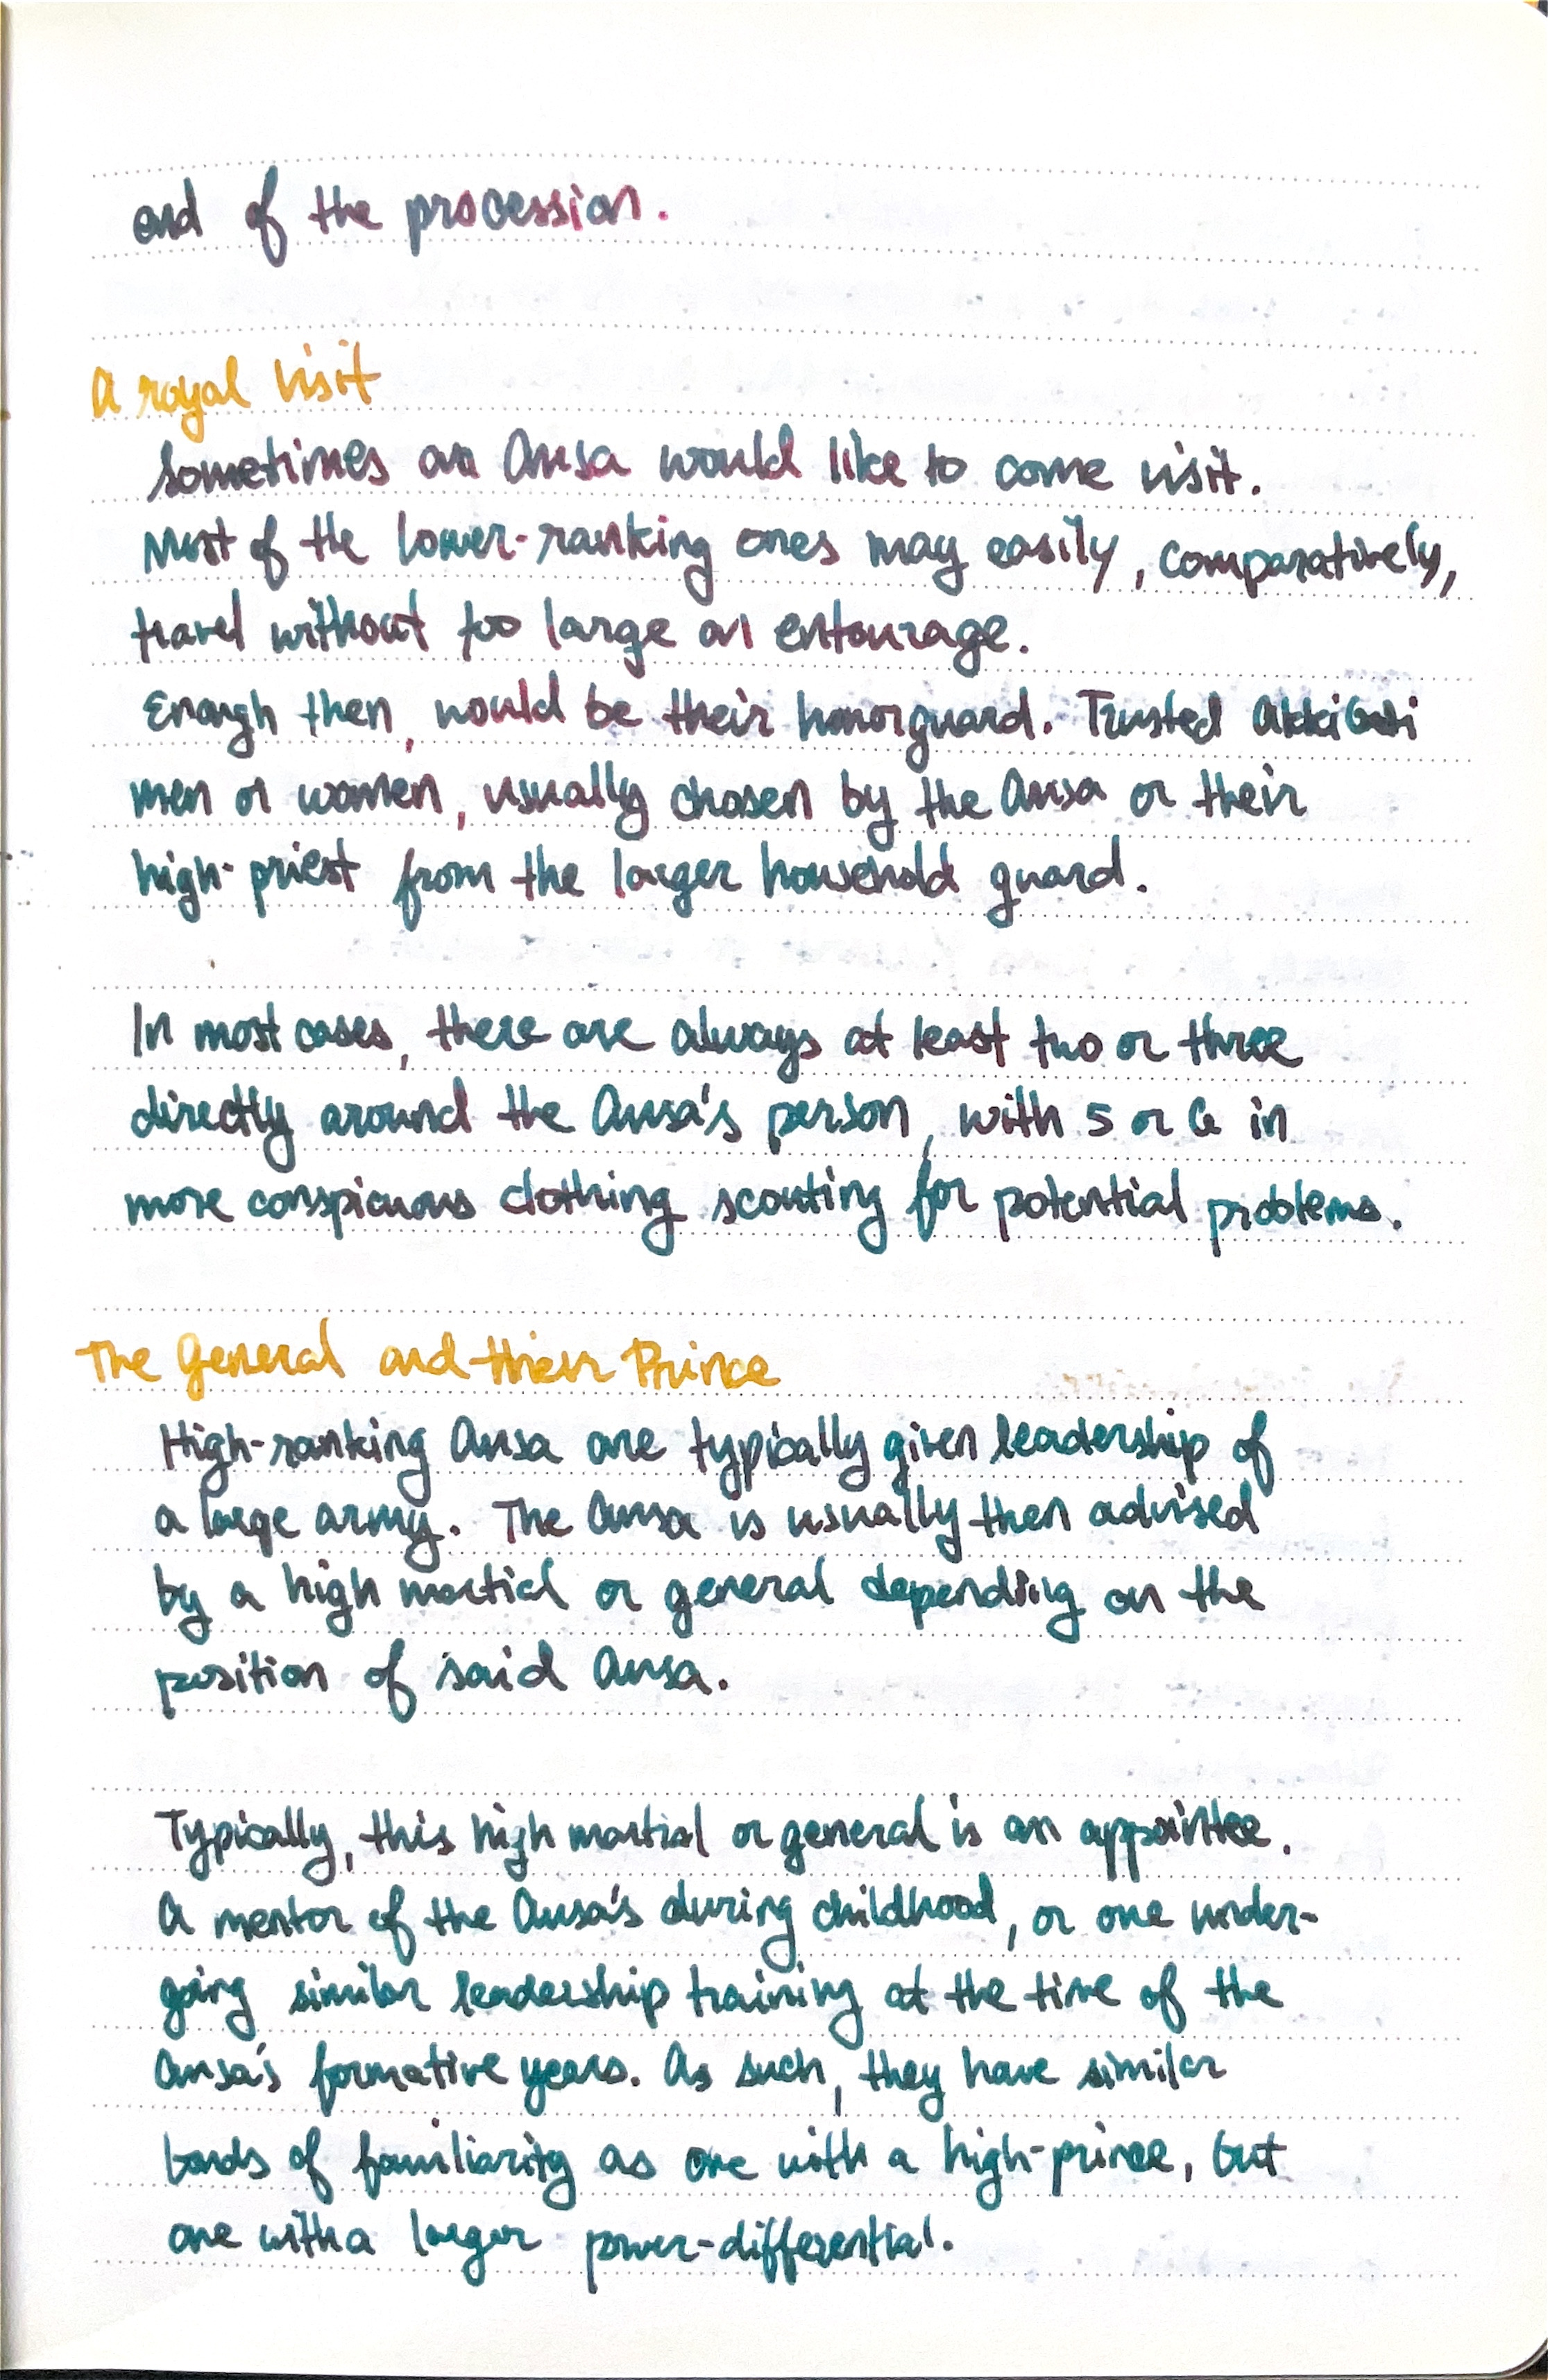 end of the procession.
A royal visit
Sometimes an Ansa would like to come visit.
Most of the lower-ranking ones may easily, comparatively,
travel without too large an entourage.
Enough then, would be their honorguard. Trusted
men or women, usually chosen by the Ansa or their
high-priest from the larger household guard.
In most cases, there are always at least two or three
directly around the Ansa's person, with 5 or 6 in
more conspicuous clothing scouting for potential problems.
The General and their Prince
High-ranking Ansa are typically given leadership of
a large army. The Ansa is usually then advised
by a high martial or general depending on the
position of said Ansa.
Typically, this high martial or general is an appointee.
A mentor of the Ansa's during childhood, or one under-
going similar leadership training at the time of the
Ansa's formative years. As such, they have similar
bonds of familiarity as one with a high-prince, but
one with a larger power-differential.